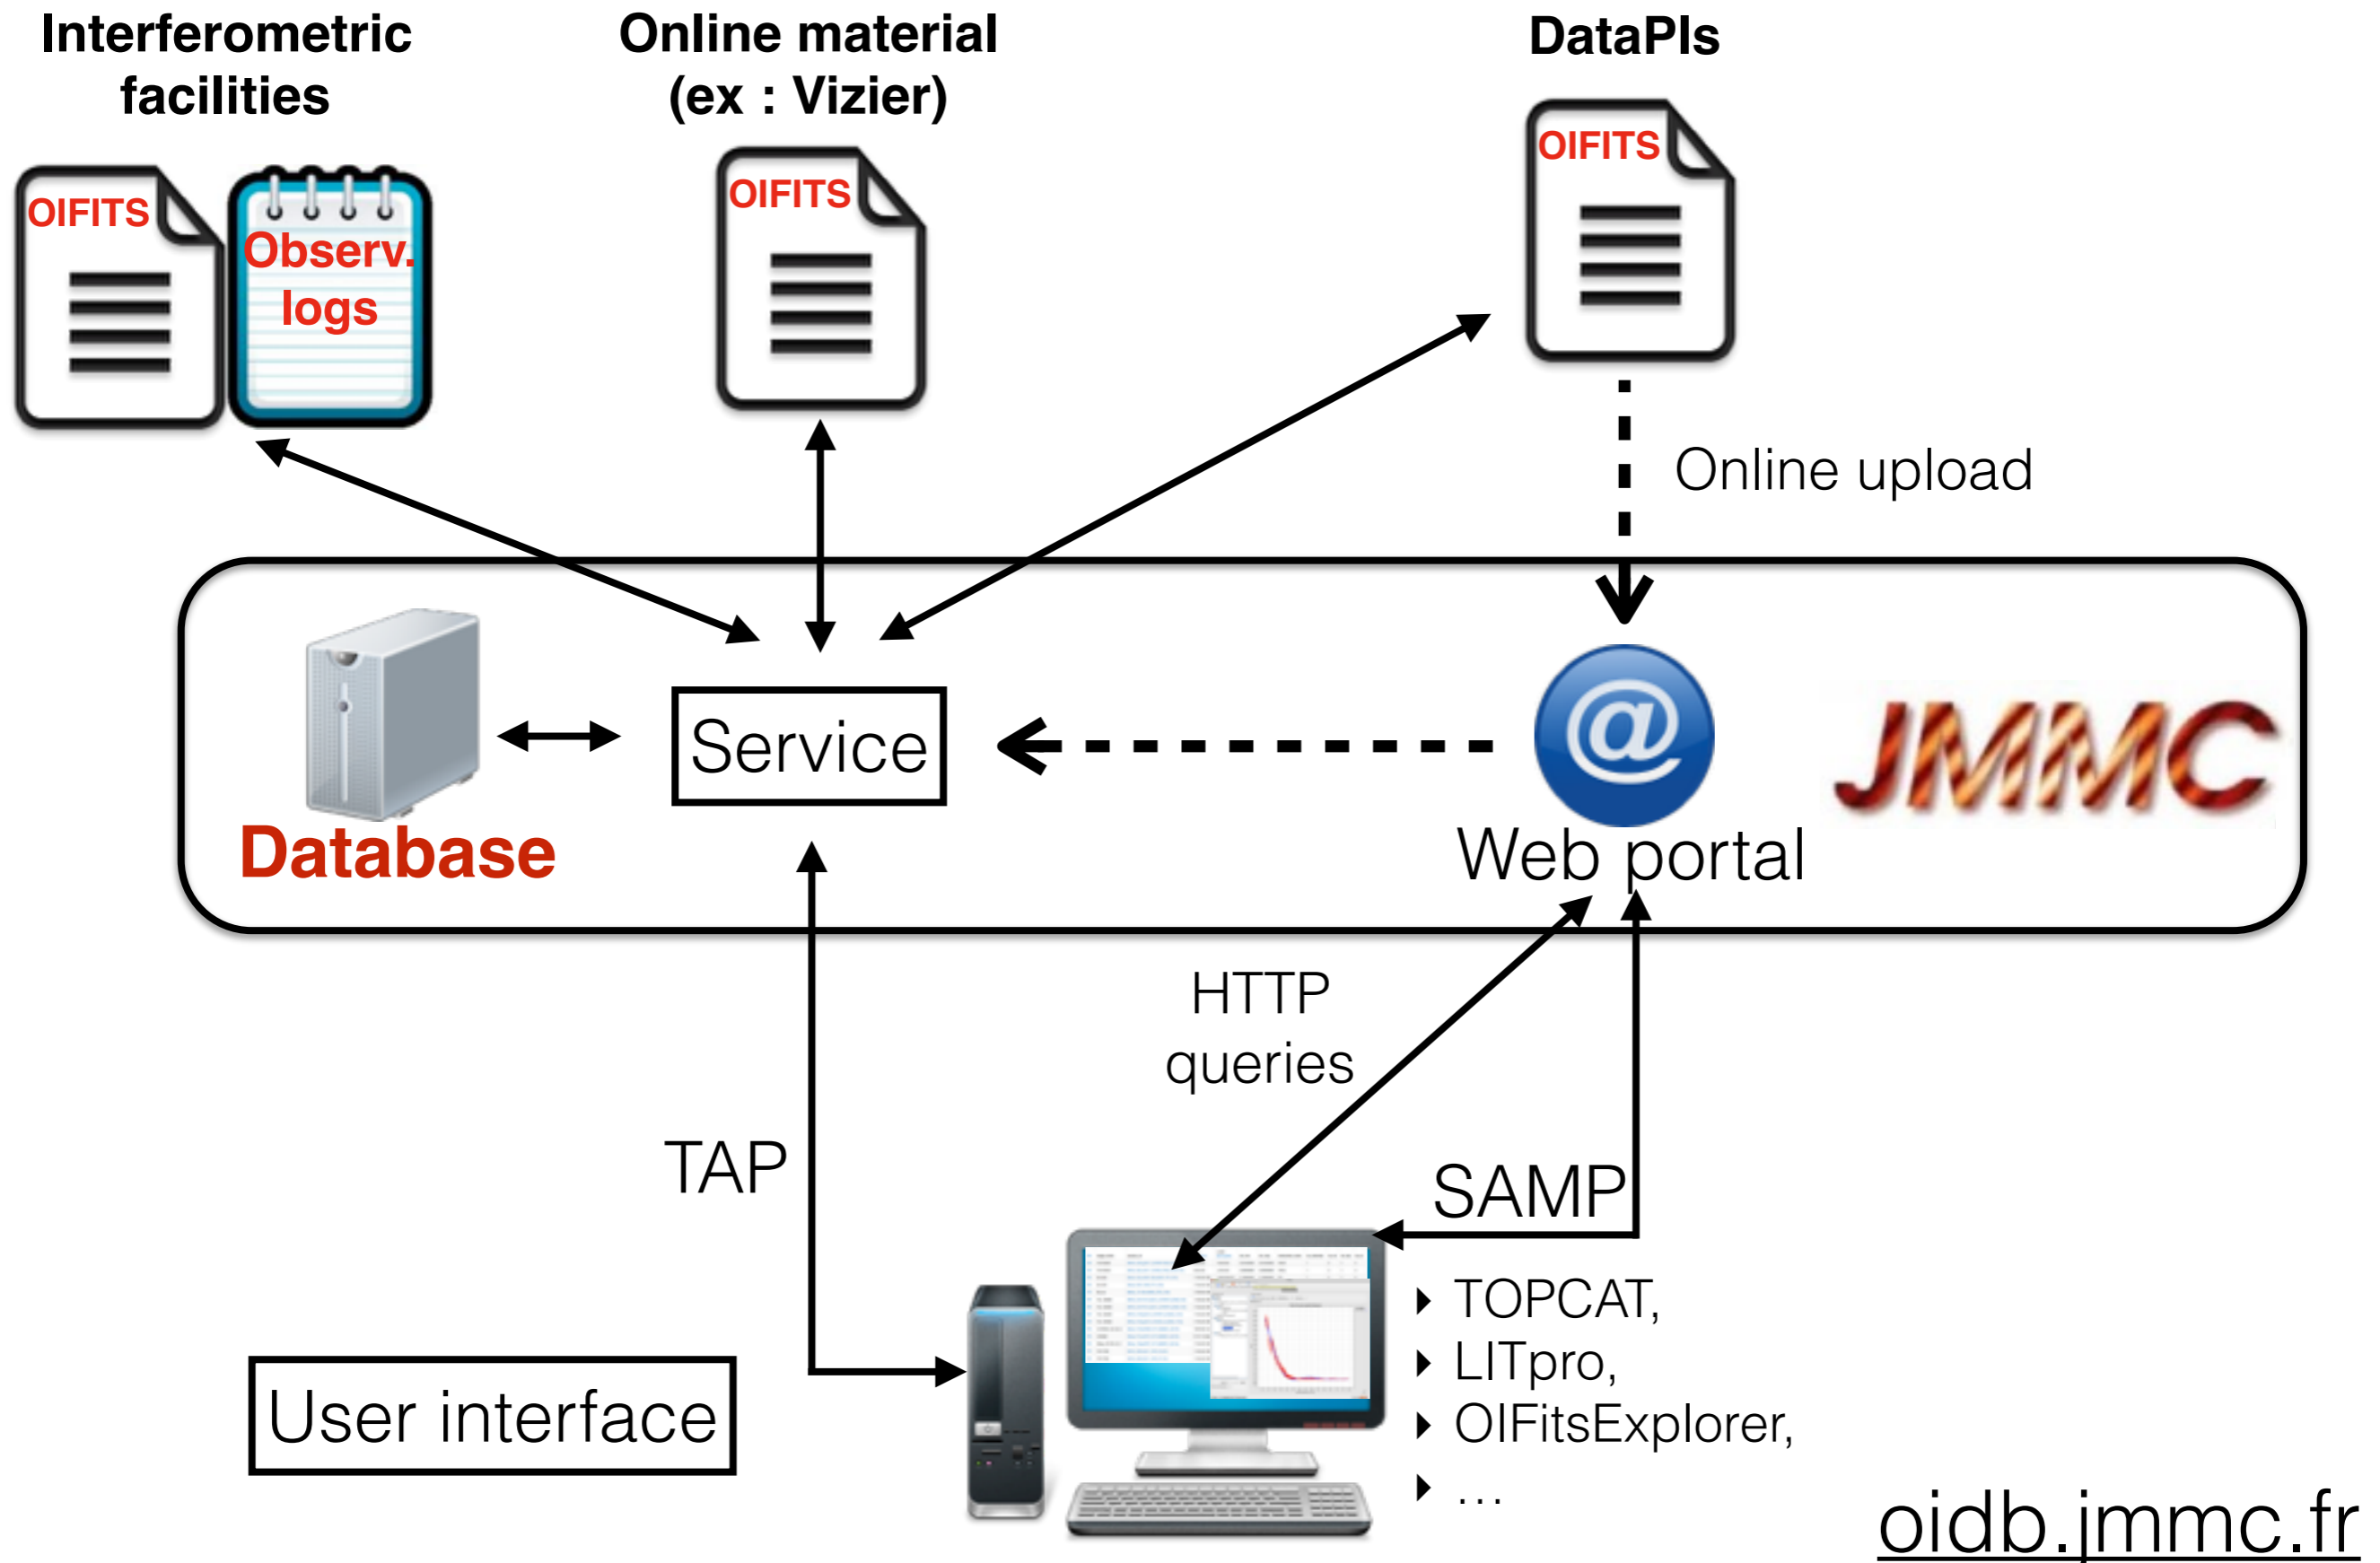 Interferometric
facilities
Online material
(ex : Vizier)
DataPIs
OIFITS
Observ.
logs
OIFITS
OIFITS
Online upload
Database
Service
@
Web portal
JMMC
HTTP
queries
TAP
SAMP
User interface
TOPCAT,
LITpro,
OIFitsExplorer,
…
oidb.jmmc.fr